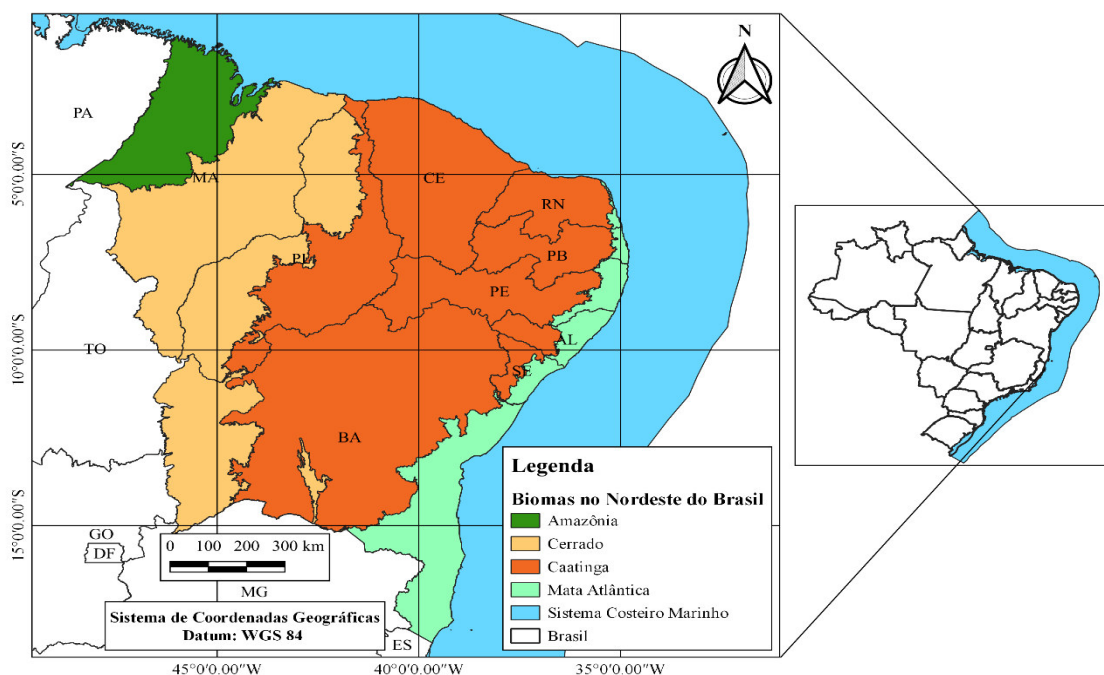 N
PA
MA
CE
RN
PI
PB
PE
TO
AL
SE
BA
GO
DF
MG
ES
5°0'0.00"S
10°0'0.00"S
15°0'0.00"S
45°0'0.00"W
40°0'0.00"W
35°0'0.00"W
0 100 200 300 km
Sistema de Coordenadas Geográficas
Datum: WGS 84
Legenda
Biomas no Nordeste do Brasil
Amazônia
Cerrado
Caatinga
Mata Atlântica
Sistema Costeiro Marinho
Brasil